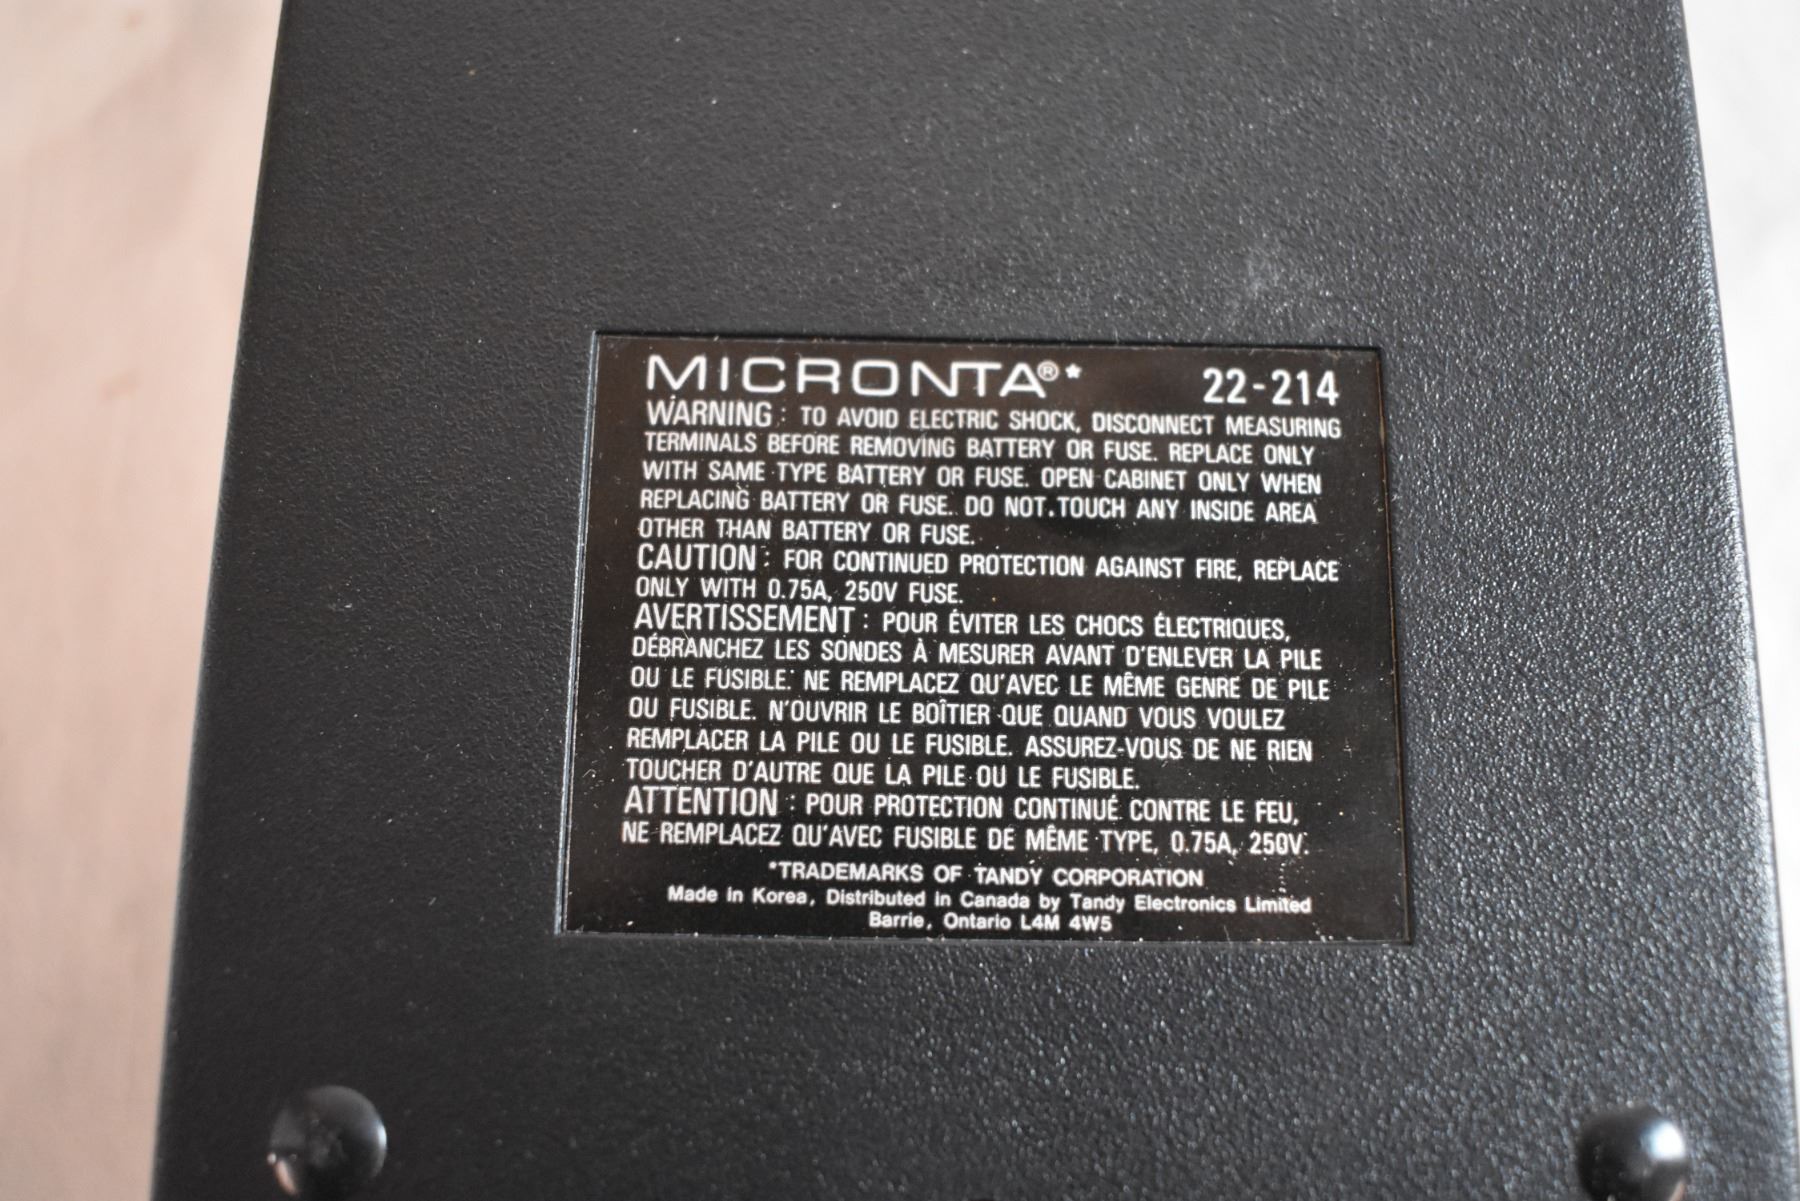 MICRONTA®* 22-214
WARNING : TO AVOID ELECTRIC SHOCK, DISCONNECT MEASURING
TERMINALS BEFORE REMOVING BATTERY OR FUSE. REPLACE ONLY
WITH SAME TYPE BATTERY OR FUSE. OPEN CABINET ONLY WHEN
REPLACING BATTERY OR FUSE. DO NOT TOUCH ANY INSIDE AREA
OTHER THAN BATTERY OR FUSE.
CAUTION : FOR CONTINUED PROTECTION AGAINST FIRE, REPLACE
ONLY WITH 0.75A, 250V FUSE.
AVERTISSEMENT : POUR ÉVITER LES CHOCS ÉLECTRIQUES,
DÉBRANCHEZ LES SONDES À MESURER AVANT D'ENLEVER LA PILE
OU LE FUSIBLE. NE REMPLACEZ QU'AVEC LE MÊME GENRE DE PILE
OU FUSIBLE. N'OUVRIR LE BOÎTIER QUE QUAND VOUS VOULEZ
REMPLACER LA PILE OU LE FUSIBLE. ASSUREZ-VOUS DE NE RIEN
TOUCHER D'AUTRE QUE LA PILE OU LE FUSIBLE.
ATTENTION : POUR PROTECTION CONTINUÉ CONTRE LE FEU,
NE REMPLACEZ QU'AVEC FUSIBLE DE MÊME TYPE, 0.75A, 250V.
*TRADEMARKS OF TANDY CORPORATION
Made in Korea, Distributed in Canada by Tandy Electronics Limited
Barrie, Ontario L4M 4W5